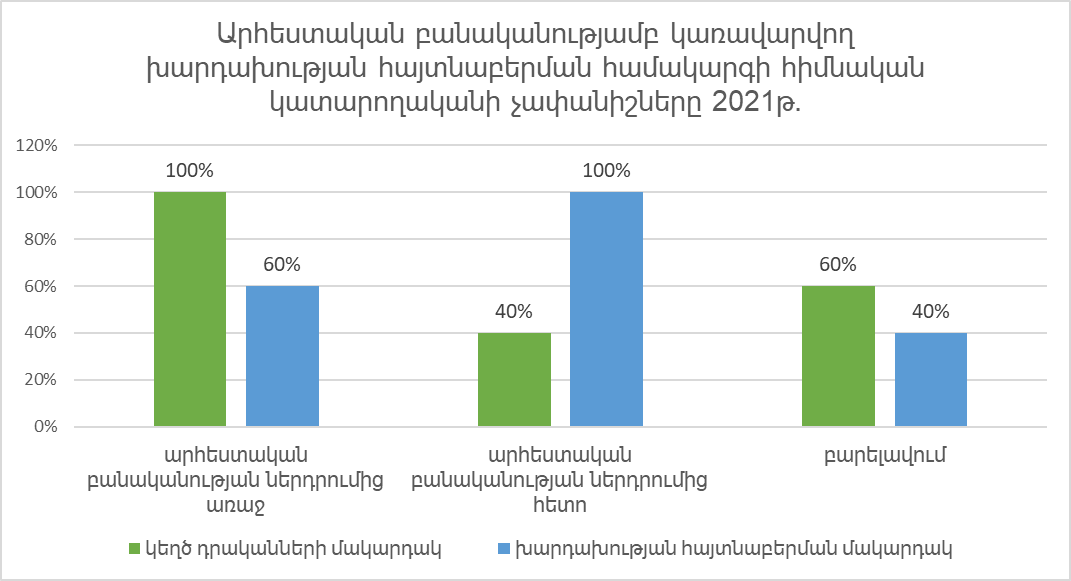 Արհեստական բանականությամբ կառավարվող
խարդախության հայտնաբերման համակարգի հիմնական
կատարողականի չափանիշները 2021թ.
120%
100%
80%
60%
40%
20%
0%
100%
60%
40%
100%
60%
40%
արհեստական
բանականության ներդրումից
առաջ
արհեստական
բանականության ներդրումից
հետո
բարելավում
կեղծ դրականների մակարդակ
խարդախության հայտնաբերման մակարդակ